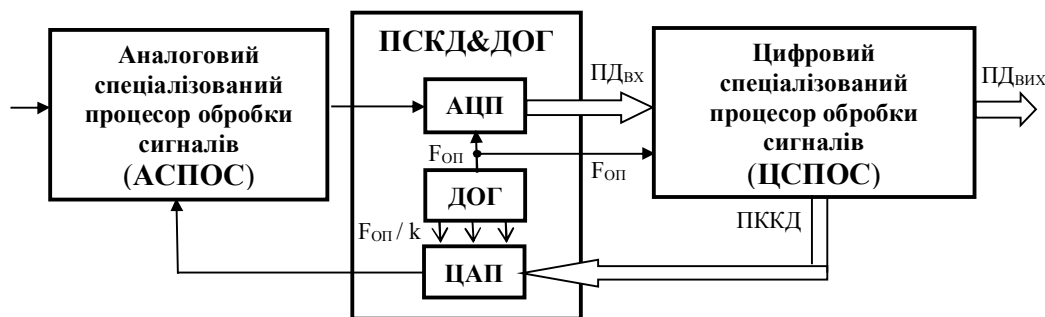 Аналоговий
спеціалізований
процесор обробки
сигналів
(АСПОС)
ПСКД&ДОГ
АЦП
FОП
ДОГ
FОП / k
ЦАП
ПДВХ
FОП
Цифровий
спеціалізований
процесор обробки
сигналів
(ЦСПОС)
ПККД
ПДВИХ